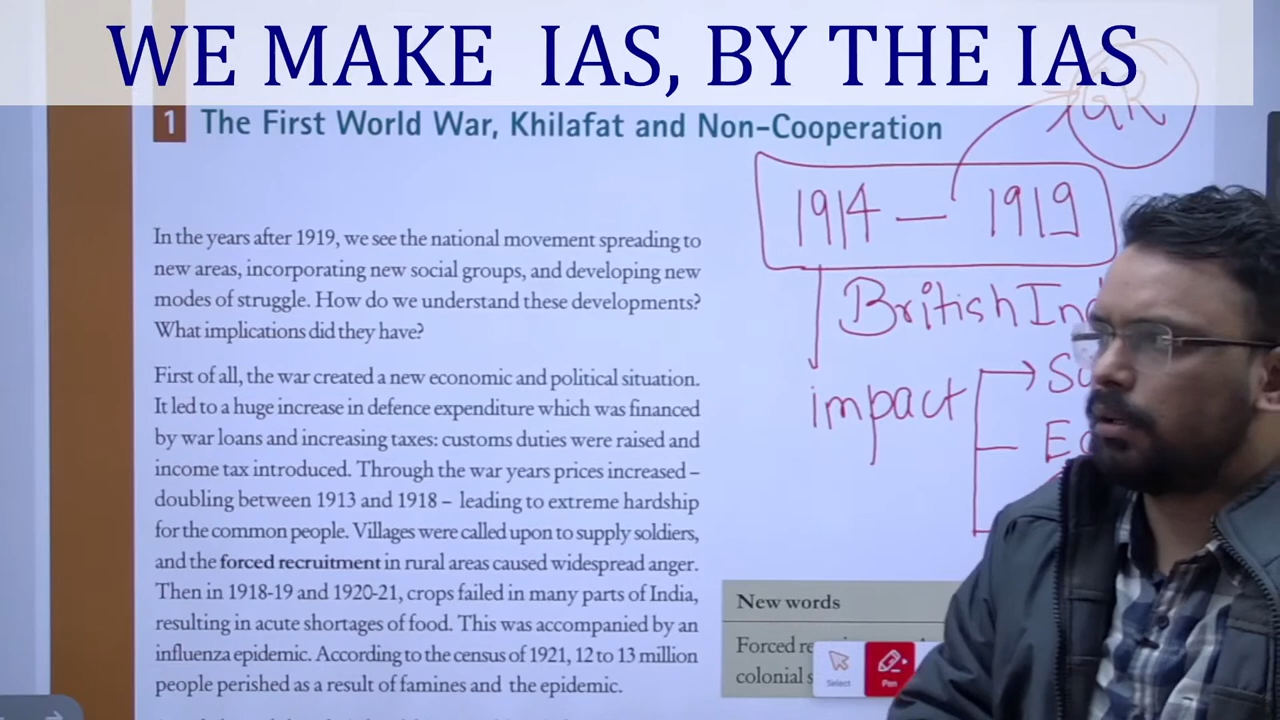 WE MAKE IAS, BY THE IAS
1 The First World War, Khilafat and Non-Cooperation
1914 – 1919
British Ind
impact
In the years after 1919, we see the national movement spreading to
new areas, incorporating new social groups, and developing new
modes of struggle. How do we understand these developments?
What implications did they have?
First of all, the war created a new economic and political situation.
It led to a huge increase in defence expenditure which was financed
by war loans and increasing taxes: customs duties were raised and
income tax introduced. Through the war years prices increased –
doubling between 1913 and 1918 – leading to extreme hardship
for the common people. Villages were called upon to supply soldiers,
and the forced recruitment in rural areas caused widespread anger.
Then in 1918-19 and 1920-21, crops failed in many parts of India,
resulting in acute shortages of food. This was accompanied by an
influenza epidemic. According to the census of 1921, 12 to 13 million
people perished as a result of famines and the epidemic.
New words
Forced re
colonial s
Select
Pen